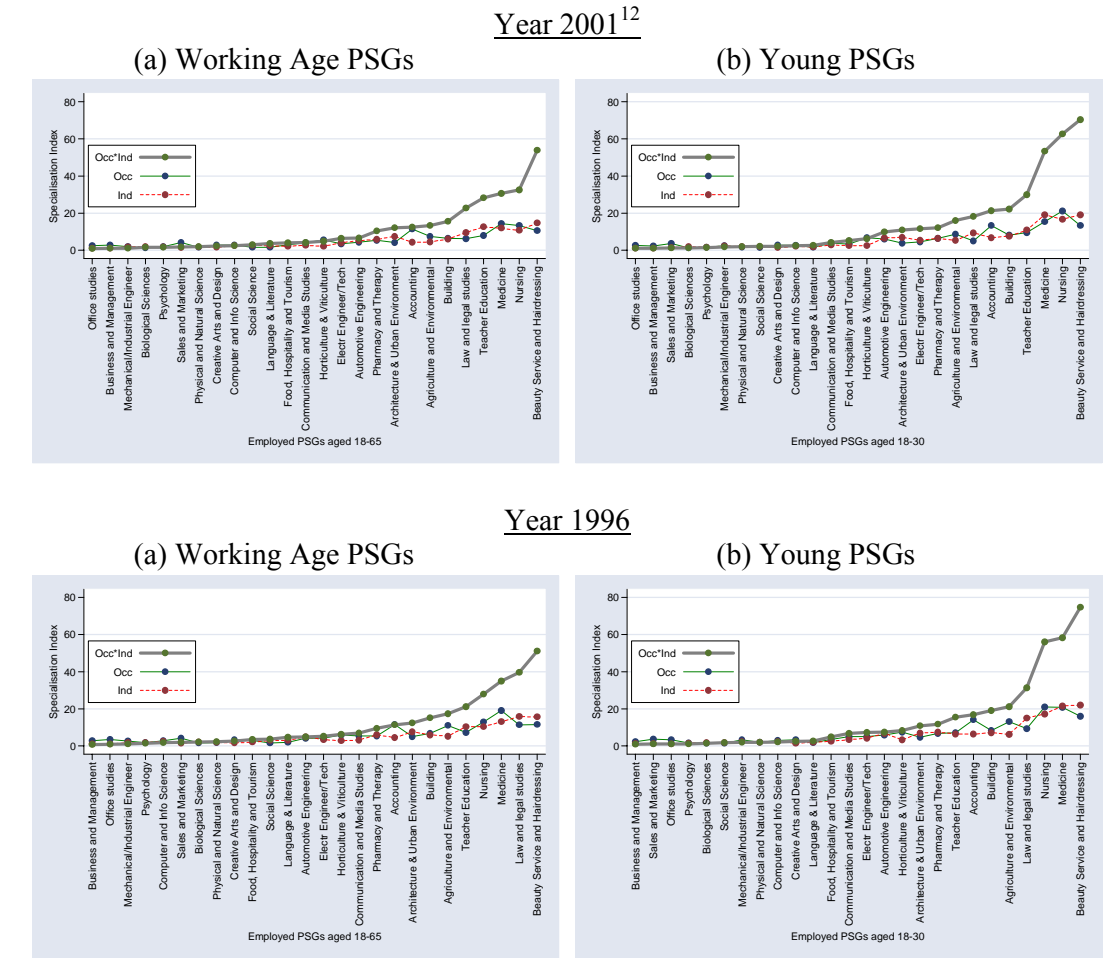 Year 2001¹²
(a) Working Age PSGs
(b) Young PSGs
80
60
40
20
0
Specialisation Index
Occ*Ind
Occ
Ind
Office studies
Business and Management
Mechanical/Industrial Engineer
Biological Sciences
Psychology
Sales and Marketing
Physical and Natural Science
Creative Arts and Design
Computer and Info Science
Social Science
Language & Literature
Food, Hospitality and Tourism
Communication and Media Studies
Horticulture & Viticulture
Electr Engineer/Tech
Automotive Engineering
Pharmacy and Therapy
Architecture & Urban Environment
Accounting
Agriculture and Environmental
Building
Law and legal studies
Teacher Education
Medicine
Nursing
Beauty Service and Hairdressing
Employed PSGs aged 18-65
80
60
40
20
0
Specialisation Index
Occ*Ind
Occ
Ind
Office studies
Business and Management
Sales and Marketing
Biological Sciences
Psychology
Mechanical/Industrial Engineer
Physical and Natural Science
Social Science
Creative Arts and Design
Computer and Info Science
Language & Literature
Communication and Media Studies
Food, Hospitality and Tourism
Horticulture & Viticulture
Automotive Engineering
Architecture & Urban Environment
Electr Engineer/Tech
Pharmacy and Therapy
Agriculture and Environmental
Law and legal studies
Accounting
Building
Teacher Education
Medicine
Nursing
Beauty Service and Hairdressing
Employed PSGs aged 18-30
Year 1996
(a) Working Age PSGs
(b) Young PSGs
80
60
40
20
0
Specialisation Index
Occ*Ind
Occ
Ind
Business and Management
Office studies
Mechanical/Industrial Engineer
Psychology
Computer and Info Science
Sales and Marketing
Biological Sciences
Physical and Natural Science
Creative Arts and Design
Food, Hospitality and Tourism
Social Science
Language & Literature
Automotive Engineering
Electr Engineer/Tech
Horticulture & Viticulture
Communication and Media Studies
Pharmacy and Therapy
Accounting
Architecture & Urban Environment
Building
Agriculture and Environmental
Teacher Education
Nursing
Medicine
Law and legal studies
Beauty Service and Hairdressing
Employed PSGs aged 18-65
80
60
40
20
0
Specialisation Index
Occ*Ind
Occ
Ind
Business and Management
Sales and Marketing
Office studies
Psychology
Biological Sciences
Social Science
Mechanical/Industrial Engineer
Physical and Natural Science
Computer and Info Science
Creative Arts and Design
Language & Literature
Food, Hospitality and Tourism
Communication and Media Studies
Electr Engineer/Tech
Automotive Engineering
Horticulture & Viticulture
Architecture & Urban Environment
Pharmacy and Therapy
Teacher Education
Accounting
Building
Agriculture and Environmental
Law and legal studies
Nursing
Medicine
Beauty Service and Hairdressing
Employed PSGs aged 18-30